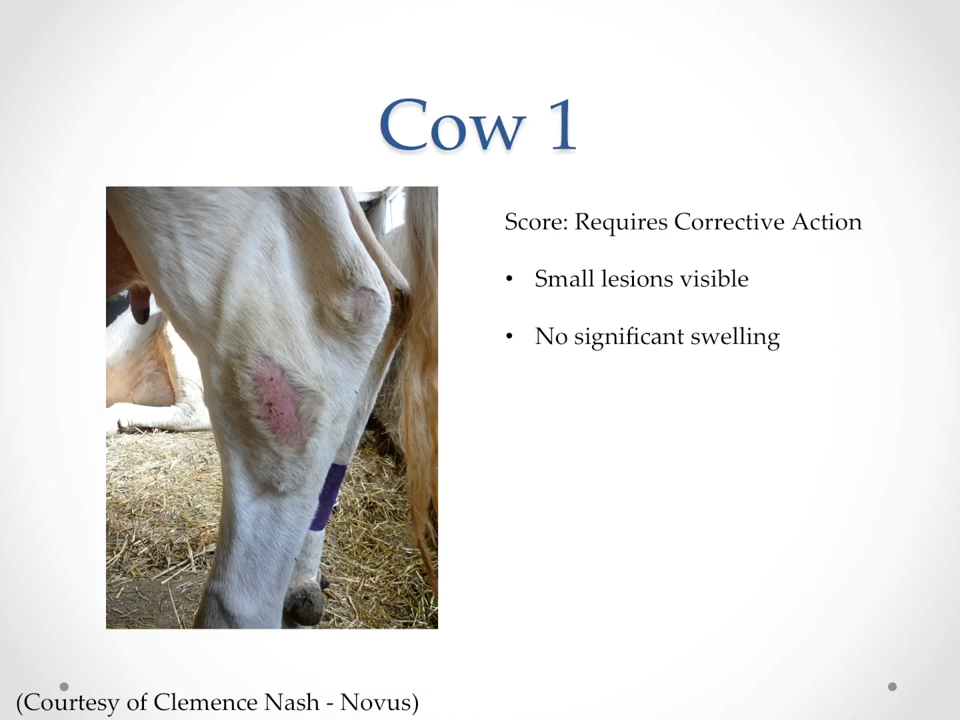 Cow 1
Score: Requires Corrective Action
• Small lesions visible
• No significant swelling
(Courtesy of Clemence Nash - Novus)